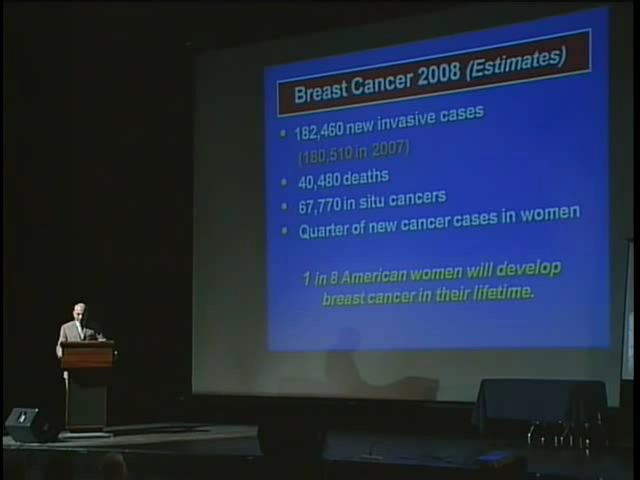 Breast Cancer 2008 (Estimates)
• 182,460 new invasive cases
(180,510 in 2007)
• 40,480 deaths
• 67,770 in situ cancers
• Quarter of new cancer cases in women
1 in 8 American women will develop
breast cancer in their lifetime.